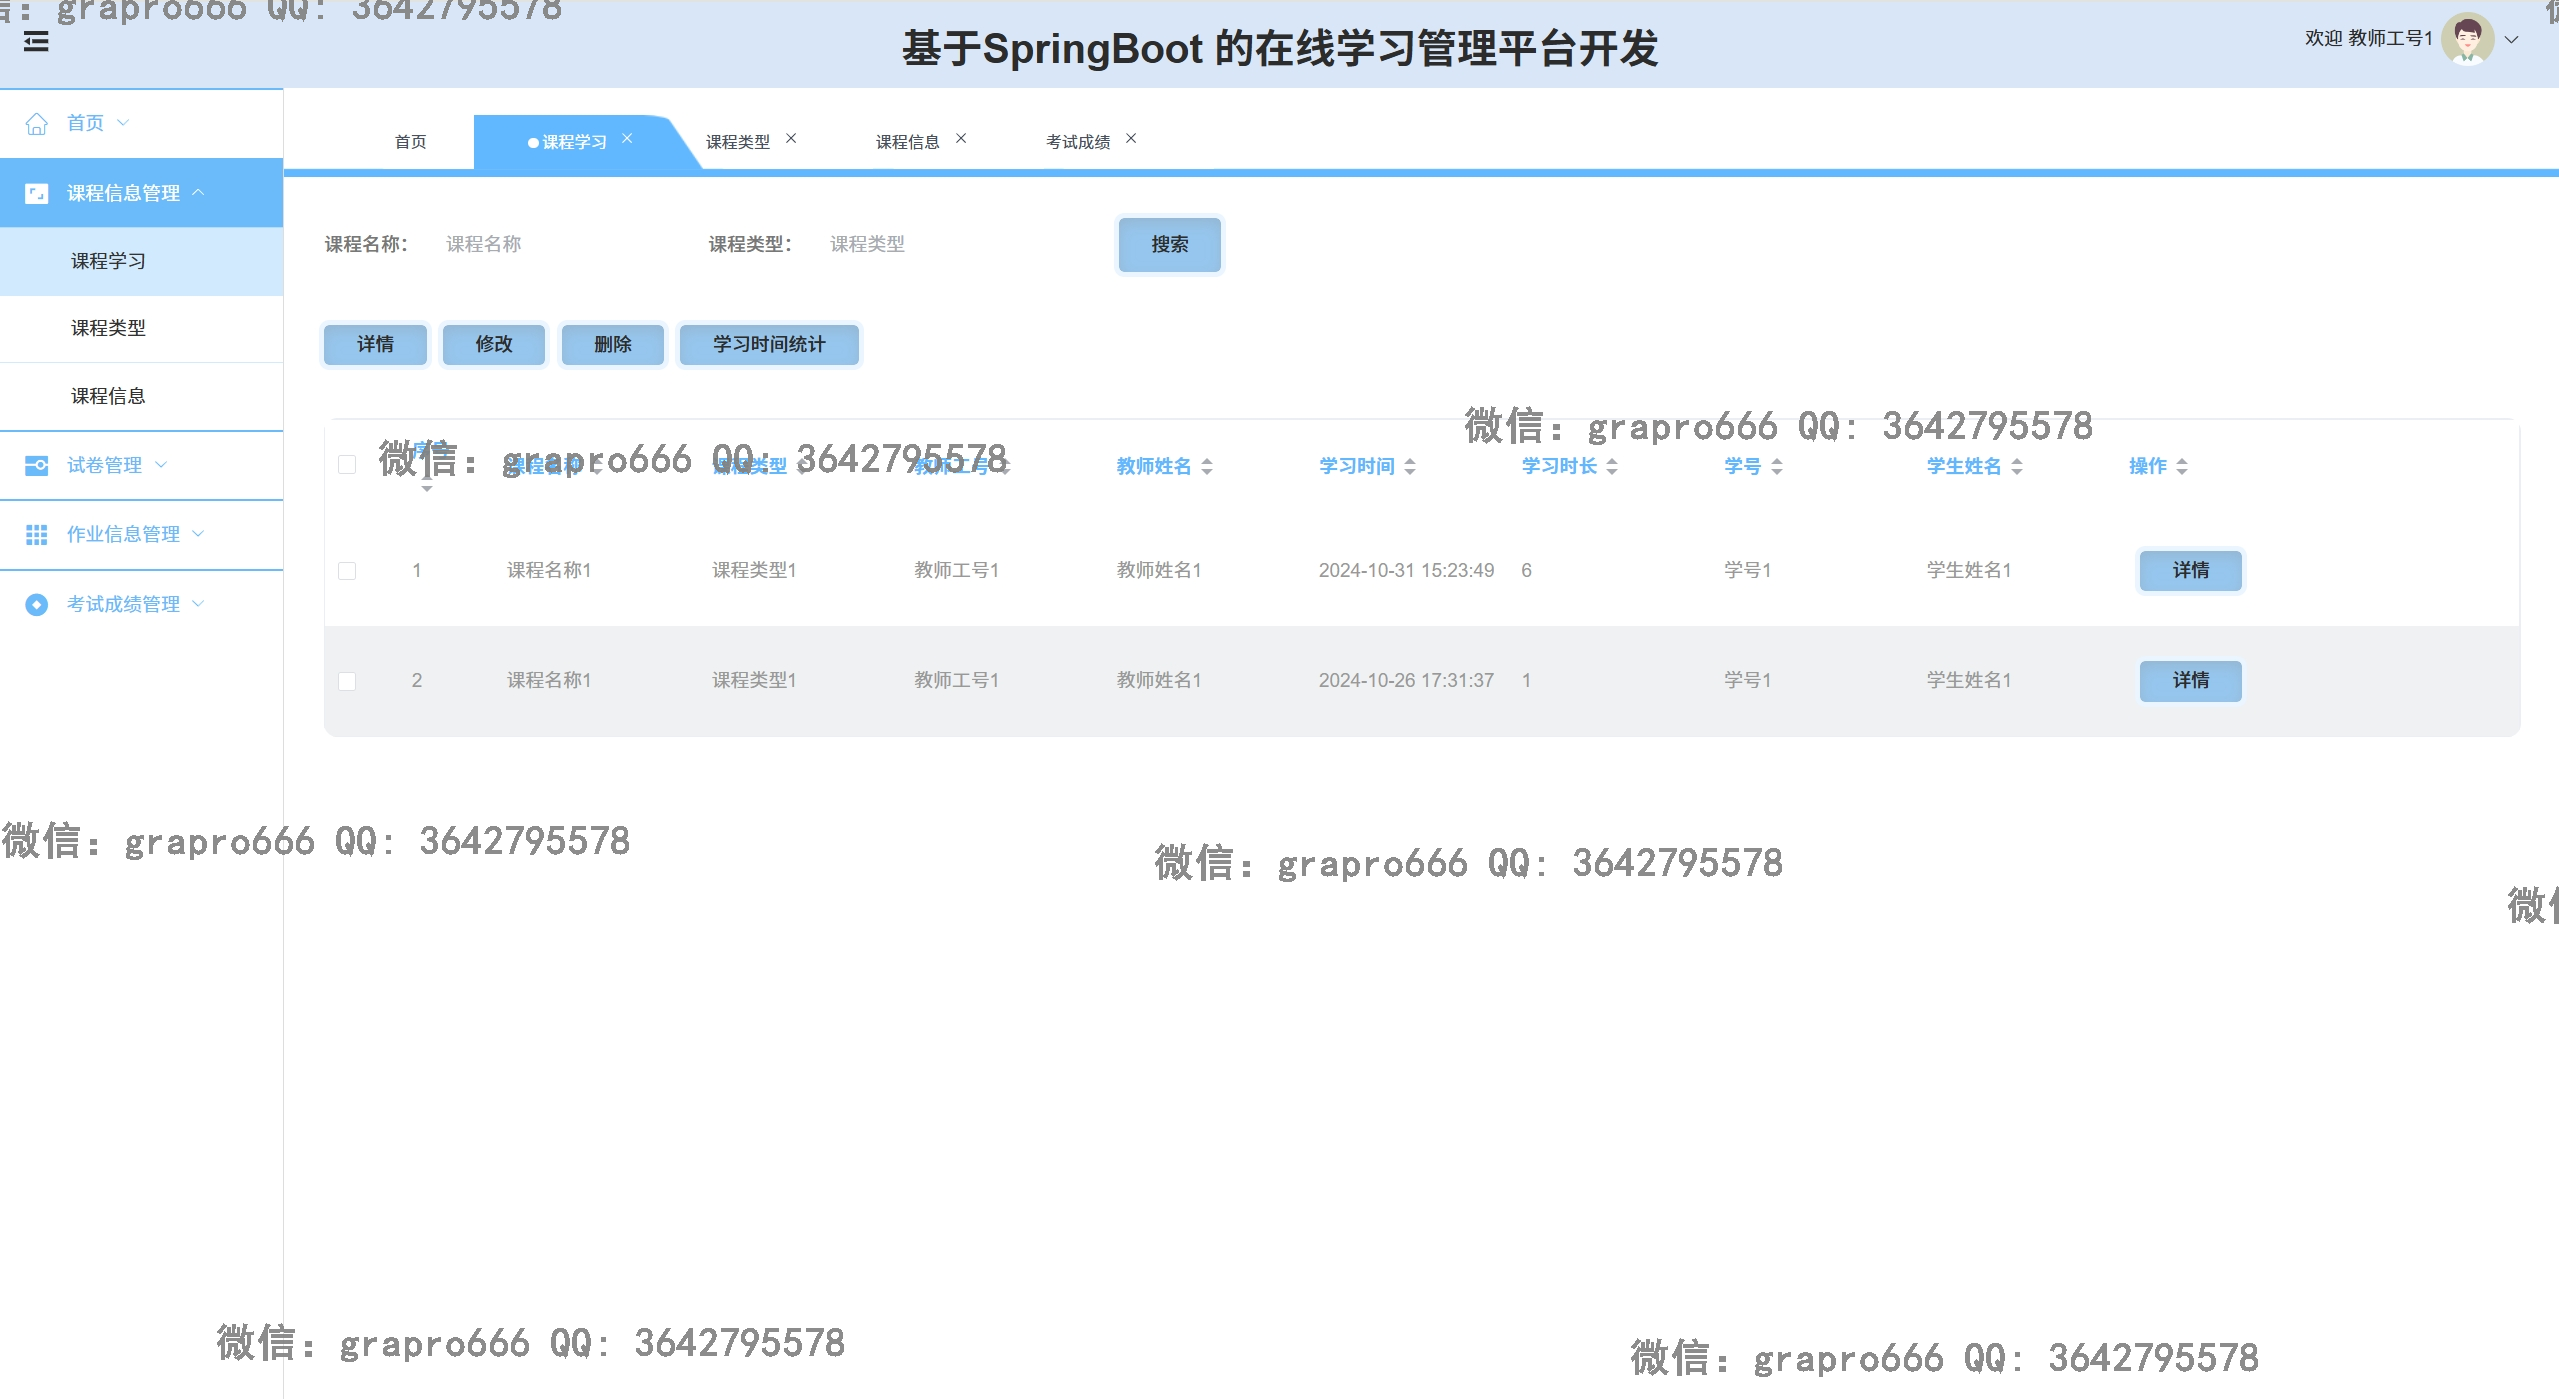 信: grapro666 QQ: 3642795578
基于SpringBoot 的在线学习管理平台开发
欢迎 教师工号1
首页
课程信息管理
课程学习
课程类型
课程信息
试卷管理
作业信息管理
考试成绩管理
首页 课程学习 课程类型 课程信息 考试成绩
课程名称： 课程名称 课程类型： 课程类型 搜索
详情 修改 删除 学习时间统计
微信: grapro666 QQ: 3642795578
微信: grapro666 QQ: 3642795578
序号 课程名称 课程类型 教师工号 教师姓名 学习时间 学习时长 学号 学生姓名 操作
1 课程名称1 课程类型1 教师工号1 教师姓名1 2024-10-31 15:23:49 6 学号1 学生姓名1 详情
2 课程名称1 课程类型1 教师工号1 教师姓名1 2024-10-26 17:31:37 1 学号1 学生姓名1 详情
微信: grapro666 QQ: 3642795578
微信: grapro666 QQ: 3642795578
微信
微信: grapro666 QQ: 3642795578
微信: grapro666 QQ: 3642795578